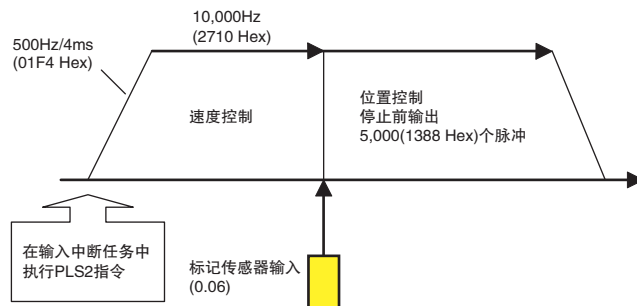 10,000Hz
(2710 Hex)
500Hz/4ms
(01F4 Hex)
速度控制
位置控制
停止前输出
5,000(1388 Hex)个脉冲
在输入中断任务中
执行PLS2指令
标记传感器输入
(0.06)